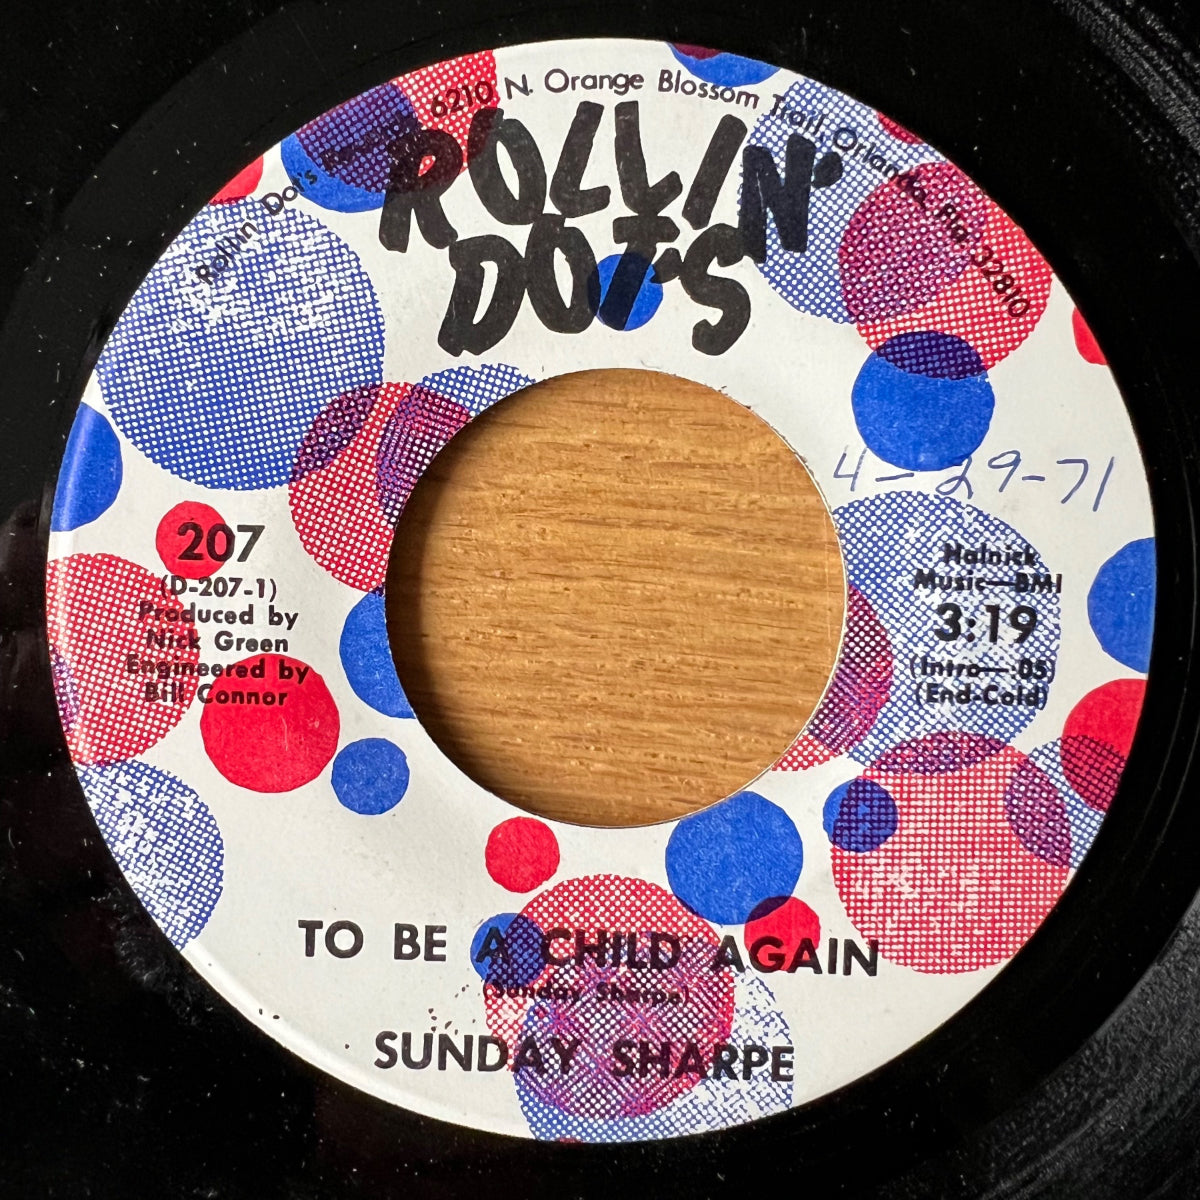 Rollin' Dot's 6210 N. Orange Blossom Trail, Orlando, Fla. 32810
ROLLIN'
DOT'S
4-29-71
207
(D-207-1)
Produced by
Nick Green
Engineered by
Bill Connor
Halnick
Music—BMI
3:19
(Intro—:05
(End-Cold)
TO BE A CHILD AGAIN
(Sunday Sharpe)
SUNDAY SHARPE